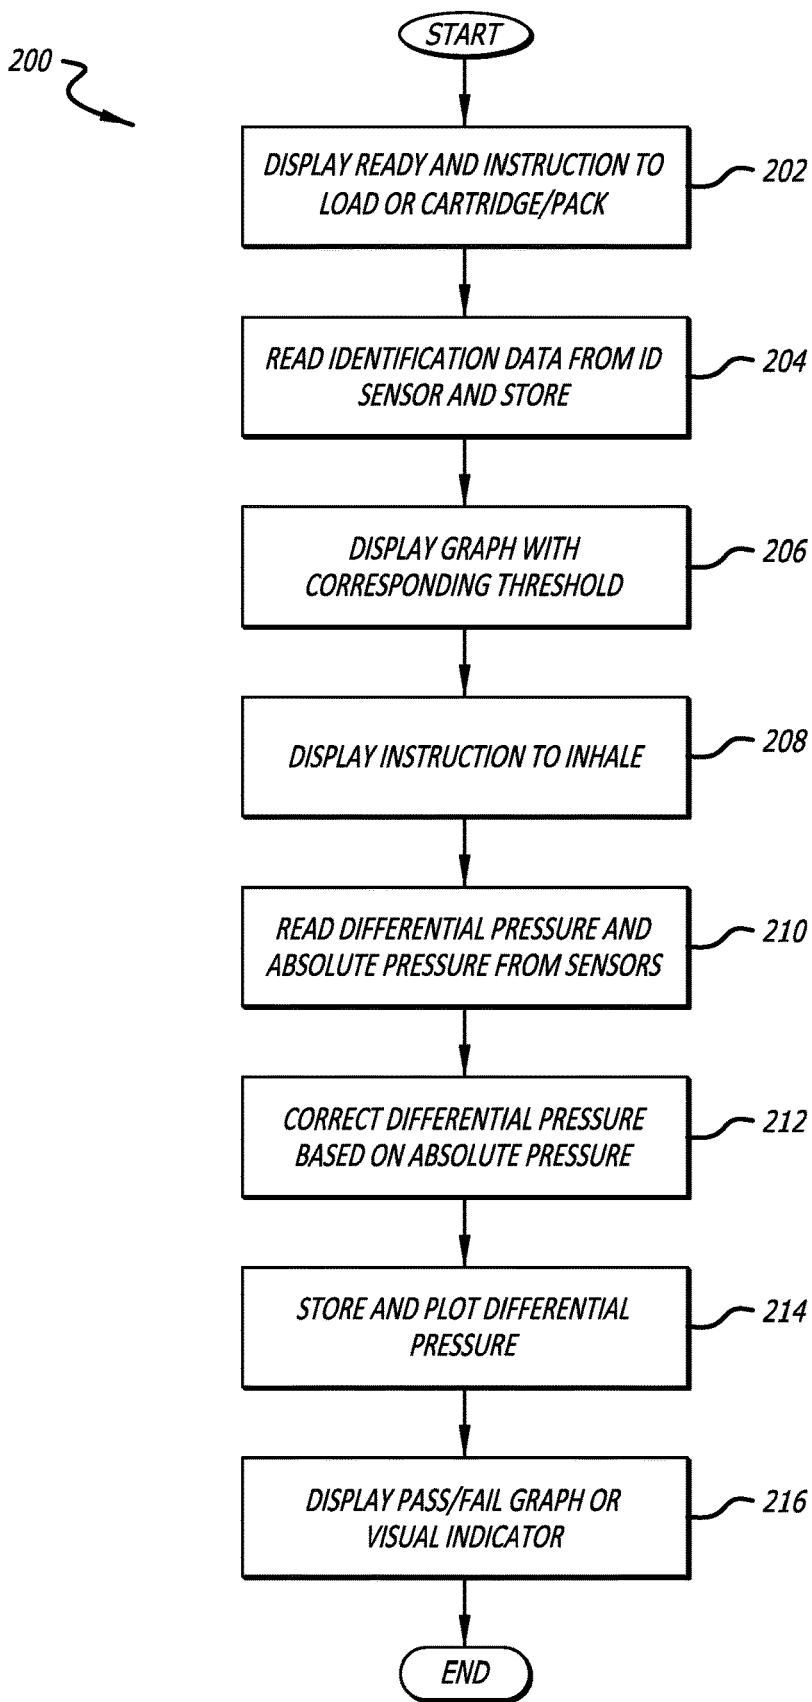 START
200
DISPLAY READY AND INSTRUCTION TO
LOAD OR CARTRIDGE/PACK
202
READ IDENTIFICATION DATA FROM ID
SENSOR AND STORE
204
DISPLAY GRAPH WITH
CORRESPONDING THRESHOLD
206
DISPLAY INSTRUCTION TO INHALE
208
READ DIFFERENTIAL PRESSURE AND
ABSOLUTE PRESSURE FROM SENSORS
210
CORRECT DIFFERENTIAL PRESSURE
BASED ON ABSOLUTE PRESSURE
212
STORE AND PLOT DIFFERENTIAL
PRESSURE
214
DISPLAY PASS/FAIL GRAPH OR
VISUAL INDICATOR
216
END